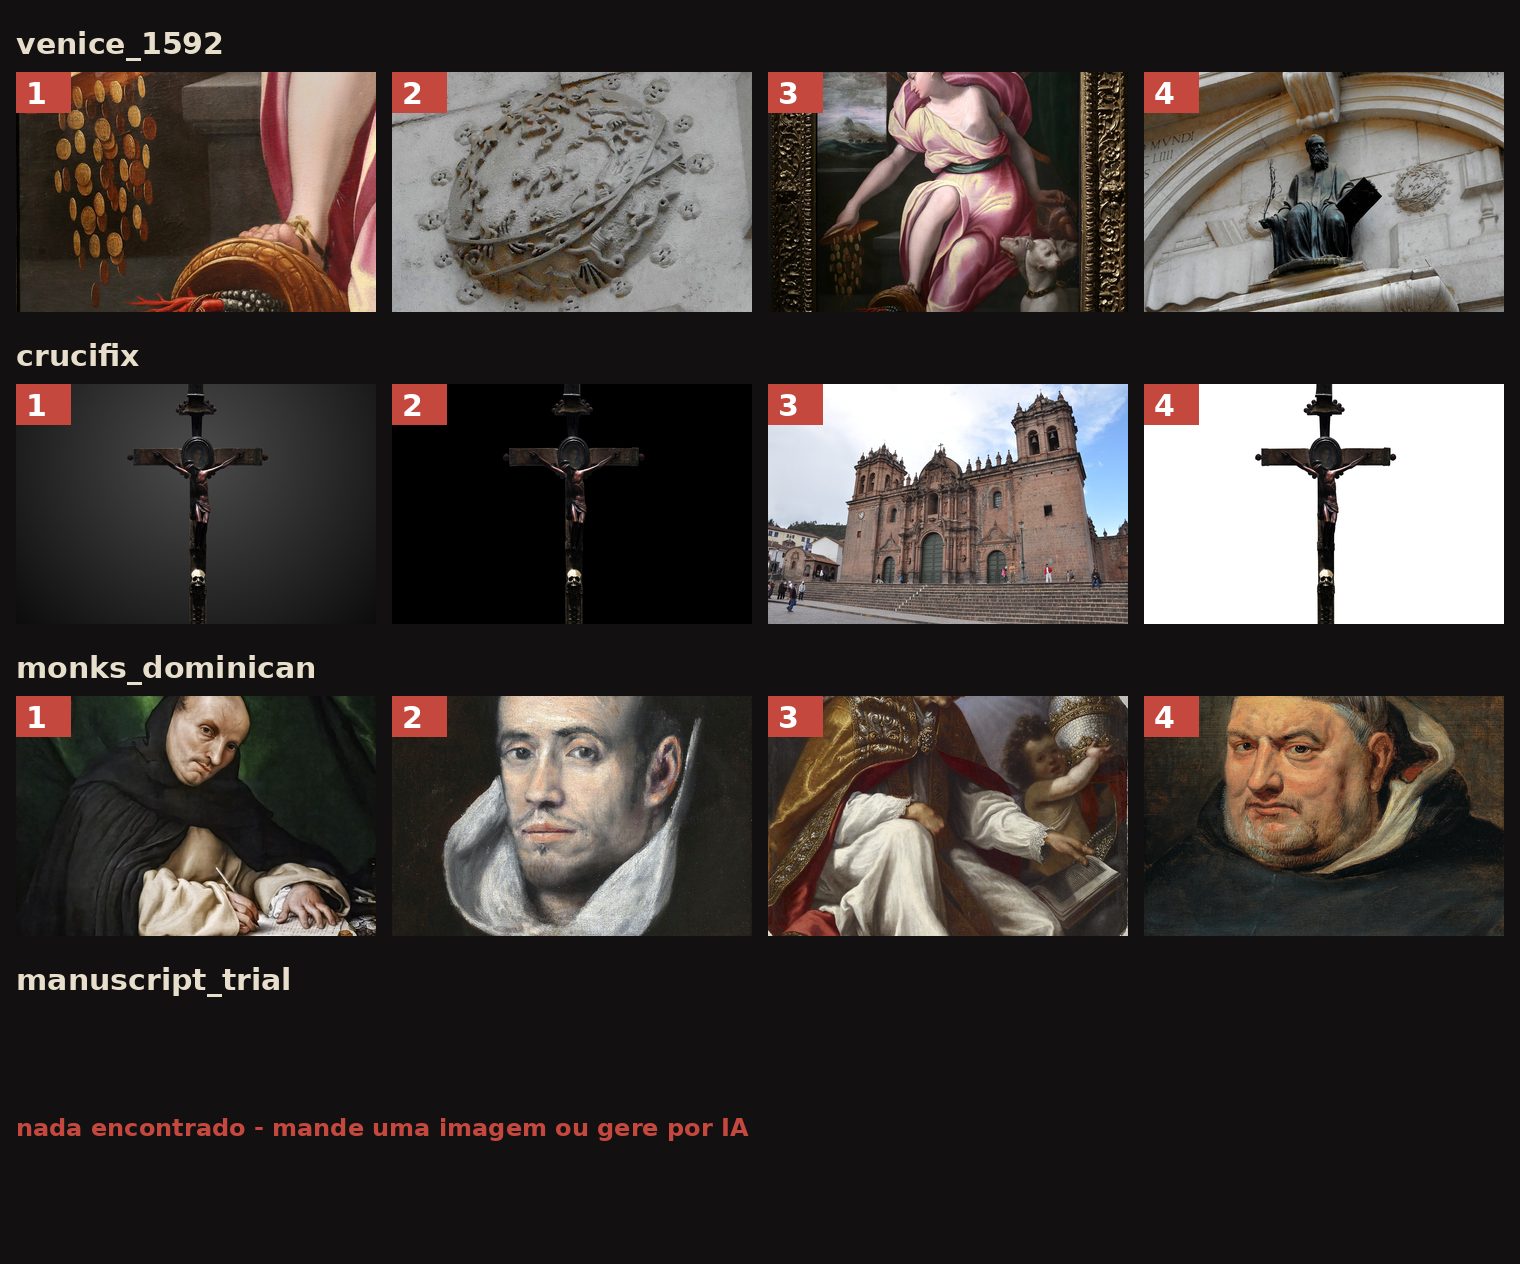 venice_1592
1 2 3 4
MVNDI
LIIII
crucifix
1 2 3 4
monks_dominican
1 2 3 4
manuscript_trial
nada encontrado - mande uma imagem ou gere por IA